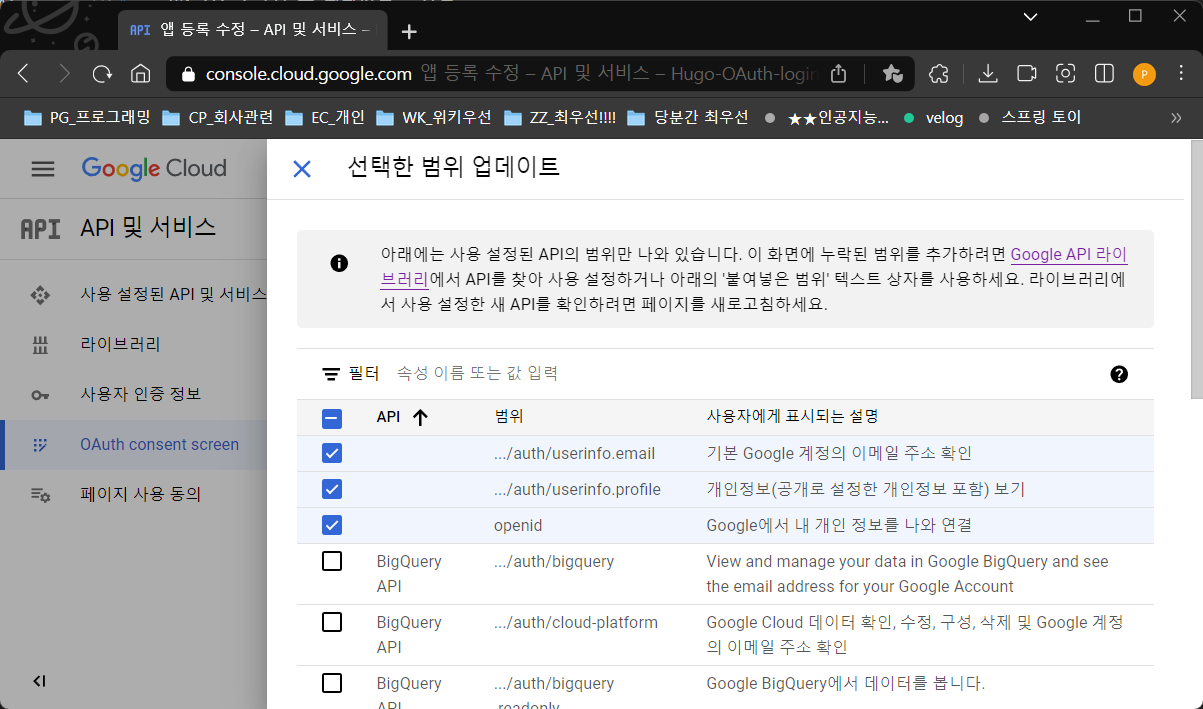 API 앱 등록 수정 – API 및 서비스 –
console.cloud.google.com 앱 등록 수정 – API 및 서비스 – Hugo-OAuth-login
P
PG_프로그래밍 CP_회사관련 EC_개인 WK_위키우선 ZZ_최우선!!!! 당분간 최우선 ★★인공지능... velog 스프링 토이
Google Cloud
선택한 범위 업데이트
API API 및 서비스
사용 설정된 API 및 서비스
라이브러리
사용자 인증 정보
OAuth consent screen
페이지 사용 동의
아래에는 사용 설정된 API의 범위만 나와 있습니다. 이 화면에 누락된 범위를 추가하려면 Google API 라이
브러리에서 API를 찾아 사용 설정하거나 아래의 '붙여넣은 범위' 텍스트 상자를 사용하세요. 라이브러리에
서 사용 설정한 새 API를 확인하려면 페이지를 새로고침하세요.
필터 속성 이름 또는 값 입력
API 범위 사용자에게 표시되는 설명
.../auth/userinfo.email 기본 Google 계정의 이메일 주소 확인
.../auth/userinfo.profile 개인정보(공개로 설정한 개인정보 포함) 보기
openid Google에서 내 개인 정보를 나와 연결
BigQuery .../auth/bigquery View and manage your data in Google BigQuery and see
API the email address for your Google Account
BigQuery .../auth/cloud-platform Google Cloud 데이터 확인, 수정, 구성, 삭제 및 Google 계정
API 의 이메일 주소 확인
BigQuery .../auth/bigquery Google BigQuery에서 데이터를 봅니다.
API .readonly